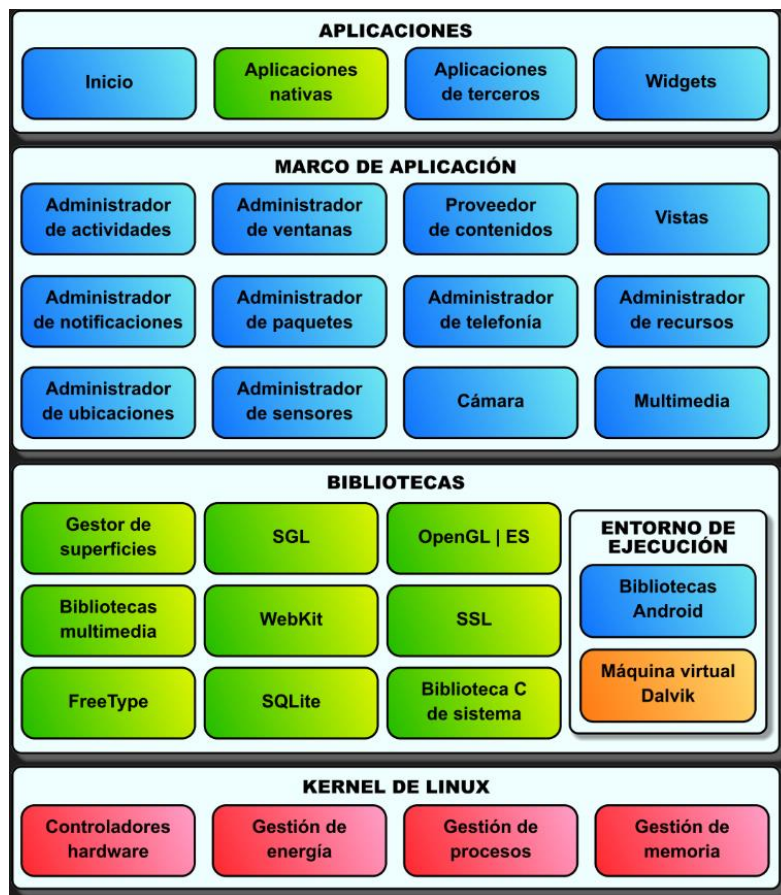 APLICACIONES
Inicio
Aplicaciones
nativas
Aplicaciones
de terceros
Widgets
MARCO DE APLICACIÓN
Administrador
de actividades
Administrador
de ventanas
Proveedor
de contenidos
Vistas
Administrador
de notificaciones
Administrador
de paquetes
Administrador
de telefonía
Administrador
de recursos
Administrador
de ubicaciones
Administrador
de sensores
Cámara
Multimedia
BIBLIOTECAS
Gestor de
superficies
SGL
OpenGL | ES
Bibliotecas
multimedia
WebKit
SSL
FreeType
SQLite
Biblioteca C
de sistema
ENTORNO DE
EJECUCIÓN
Bibliotecas
Android
Máquina virtual
Dalvik
KERNEL DE LINUX
Controladores
hardware
Gestión de
energía
Gestión de
procesos
Gestión de
memoria